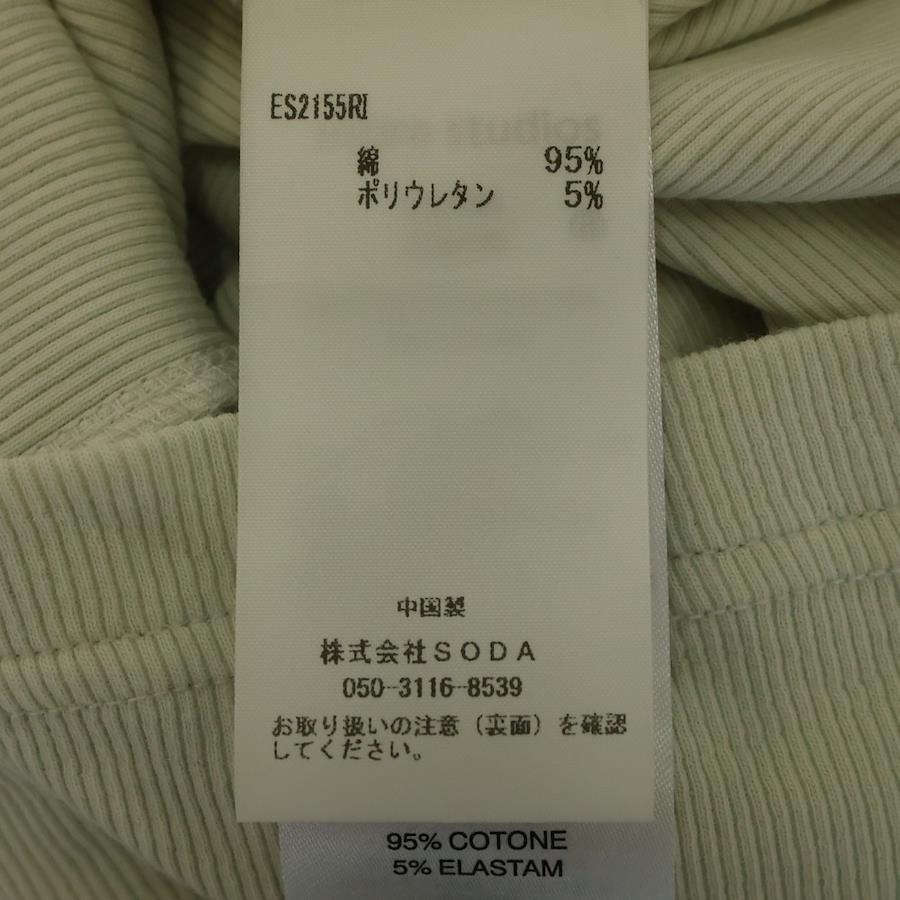 ES2155RI
綿 95%
ポリウレタン 5%
中国製
株式会社SODA
050-3116-8539
お取り扱いの注意(裏面)を確認
してください。
95% COTONE
5% ELASTAM